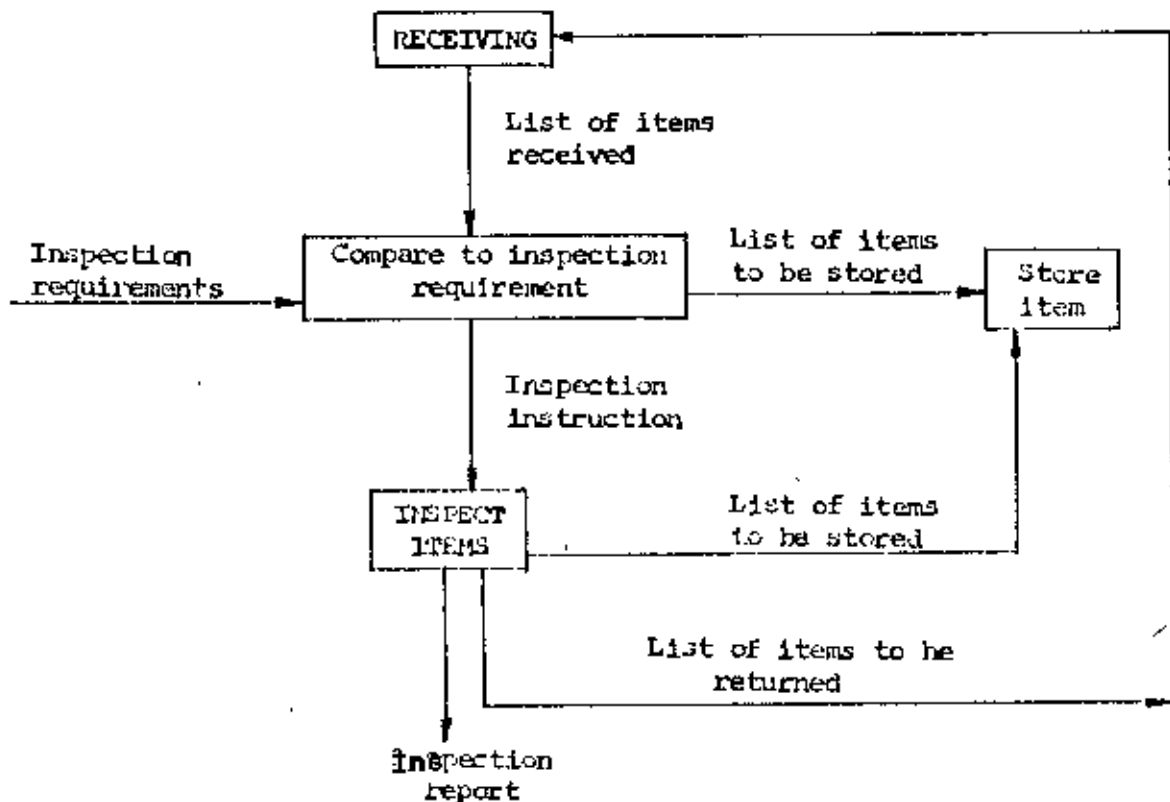 RECEIVING
List of items
received
Inspection
requirements
Compare to inspection
requirement
List of items
to be stored
Store
item
Inspection
instruction
INSPECT
ITEMS
List of items
to be stored
List of items to be
returned
Inspection
report